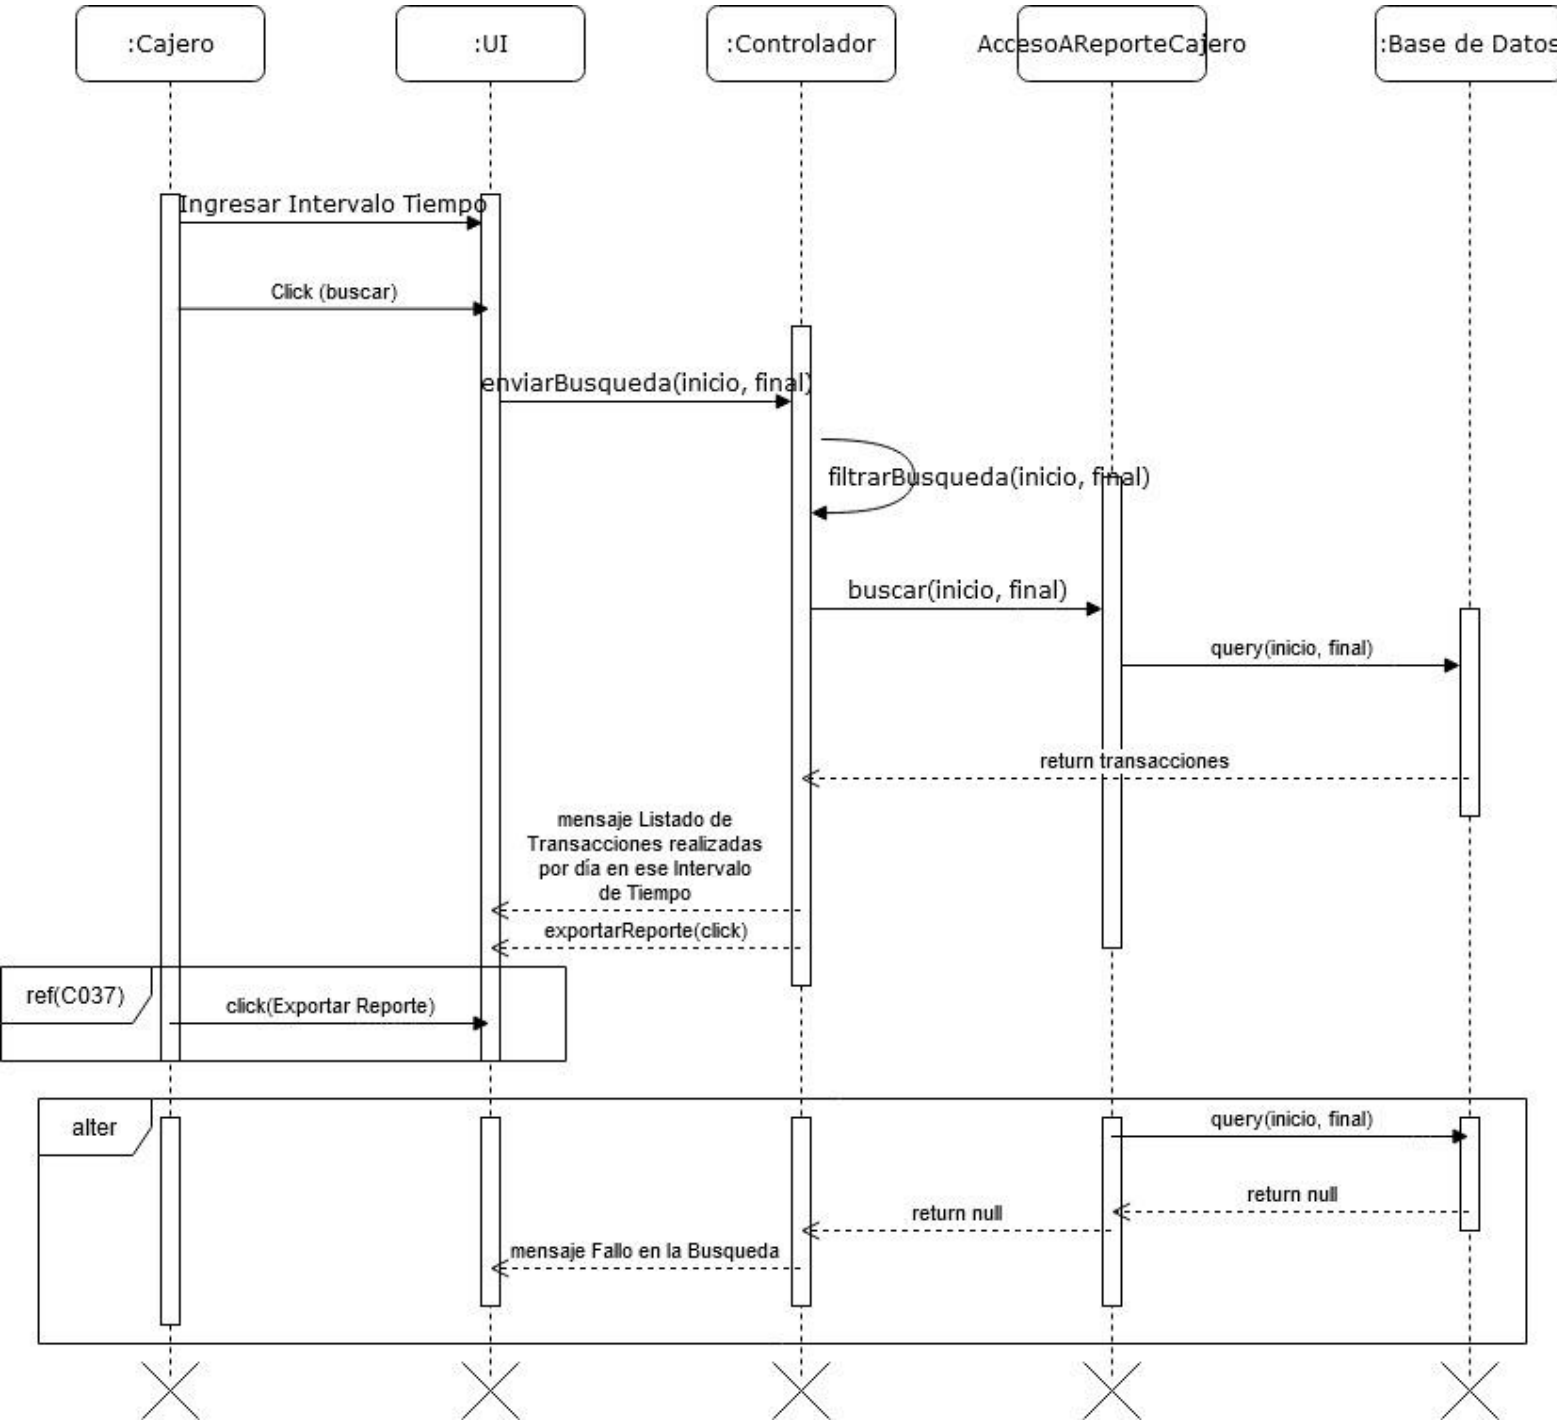 :Cajero
:UI
:Controlador
AccesoAReporteCajero
:Base de Datos
Ingresar Intervalo Tiempo
Click (buscar)
enviarBusqueda(inicio, final)
filtrarBusqueda(inicio, final)
buscar(inicio, final)
query(inicio, final)
return transacciones
mensaje Listado de
Transacciones realizadas
por día en ese Intervalo
de Tiempo
exportarReporte(click)
ref(C037)
click(Exportar Reporte)
alter
query(inicio, final)
return null
return null
mensaje Fallo en la Busqueda